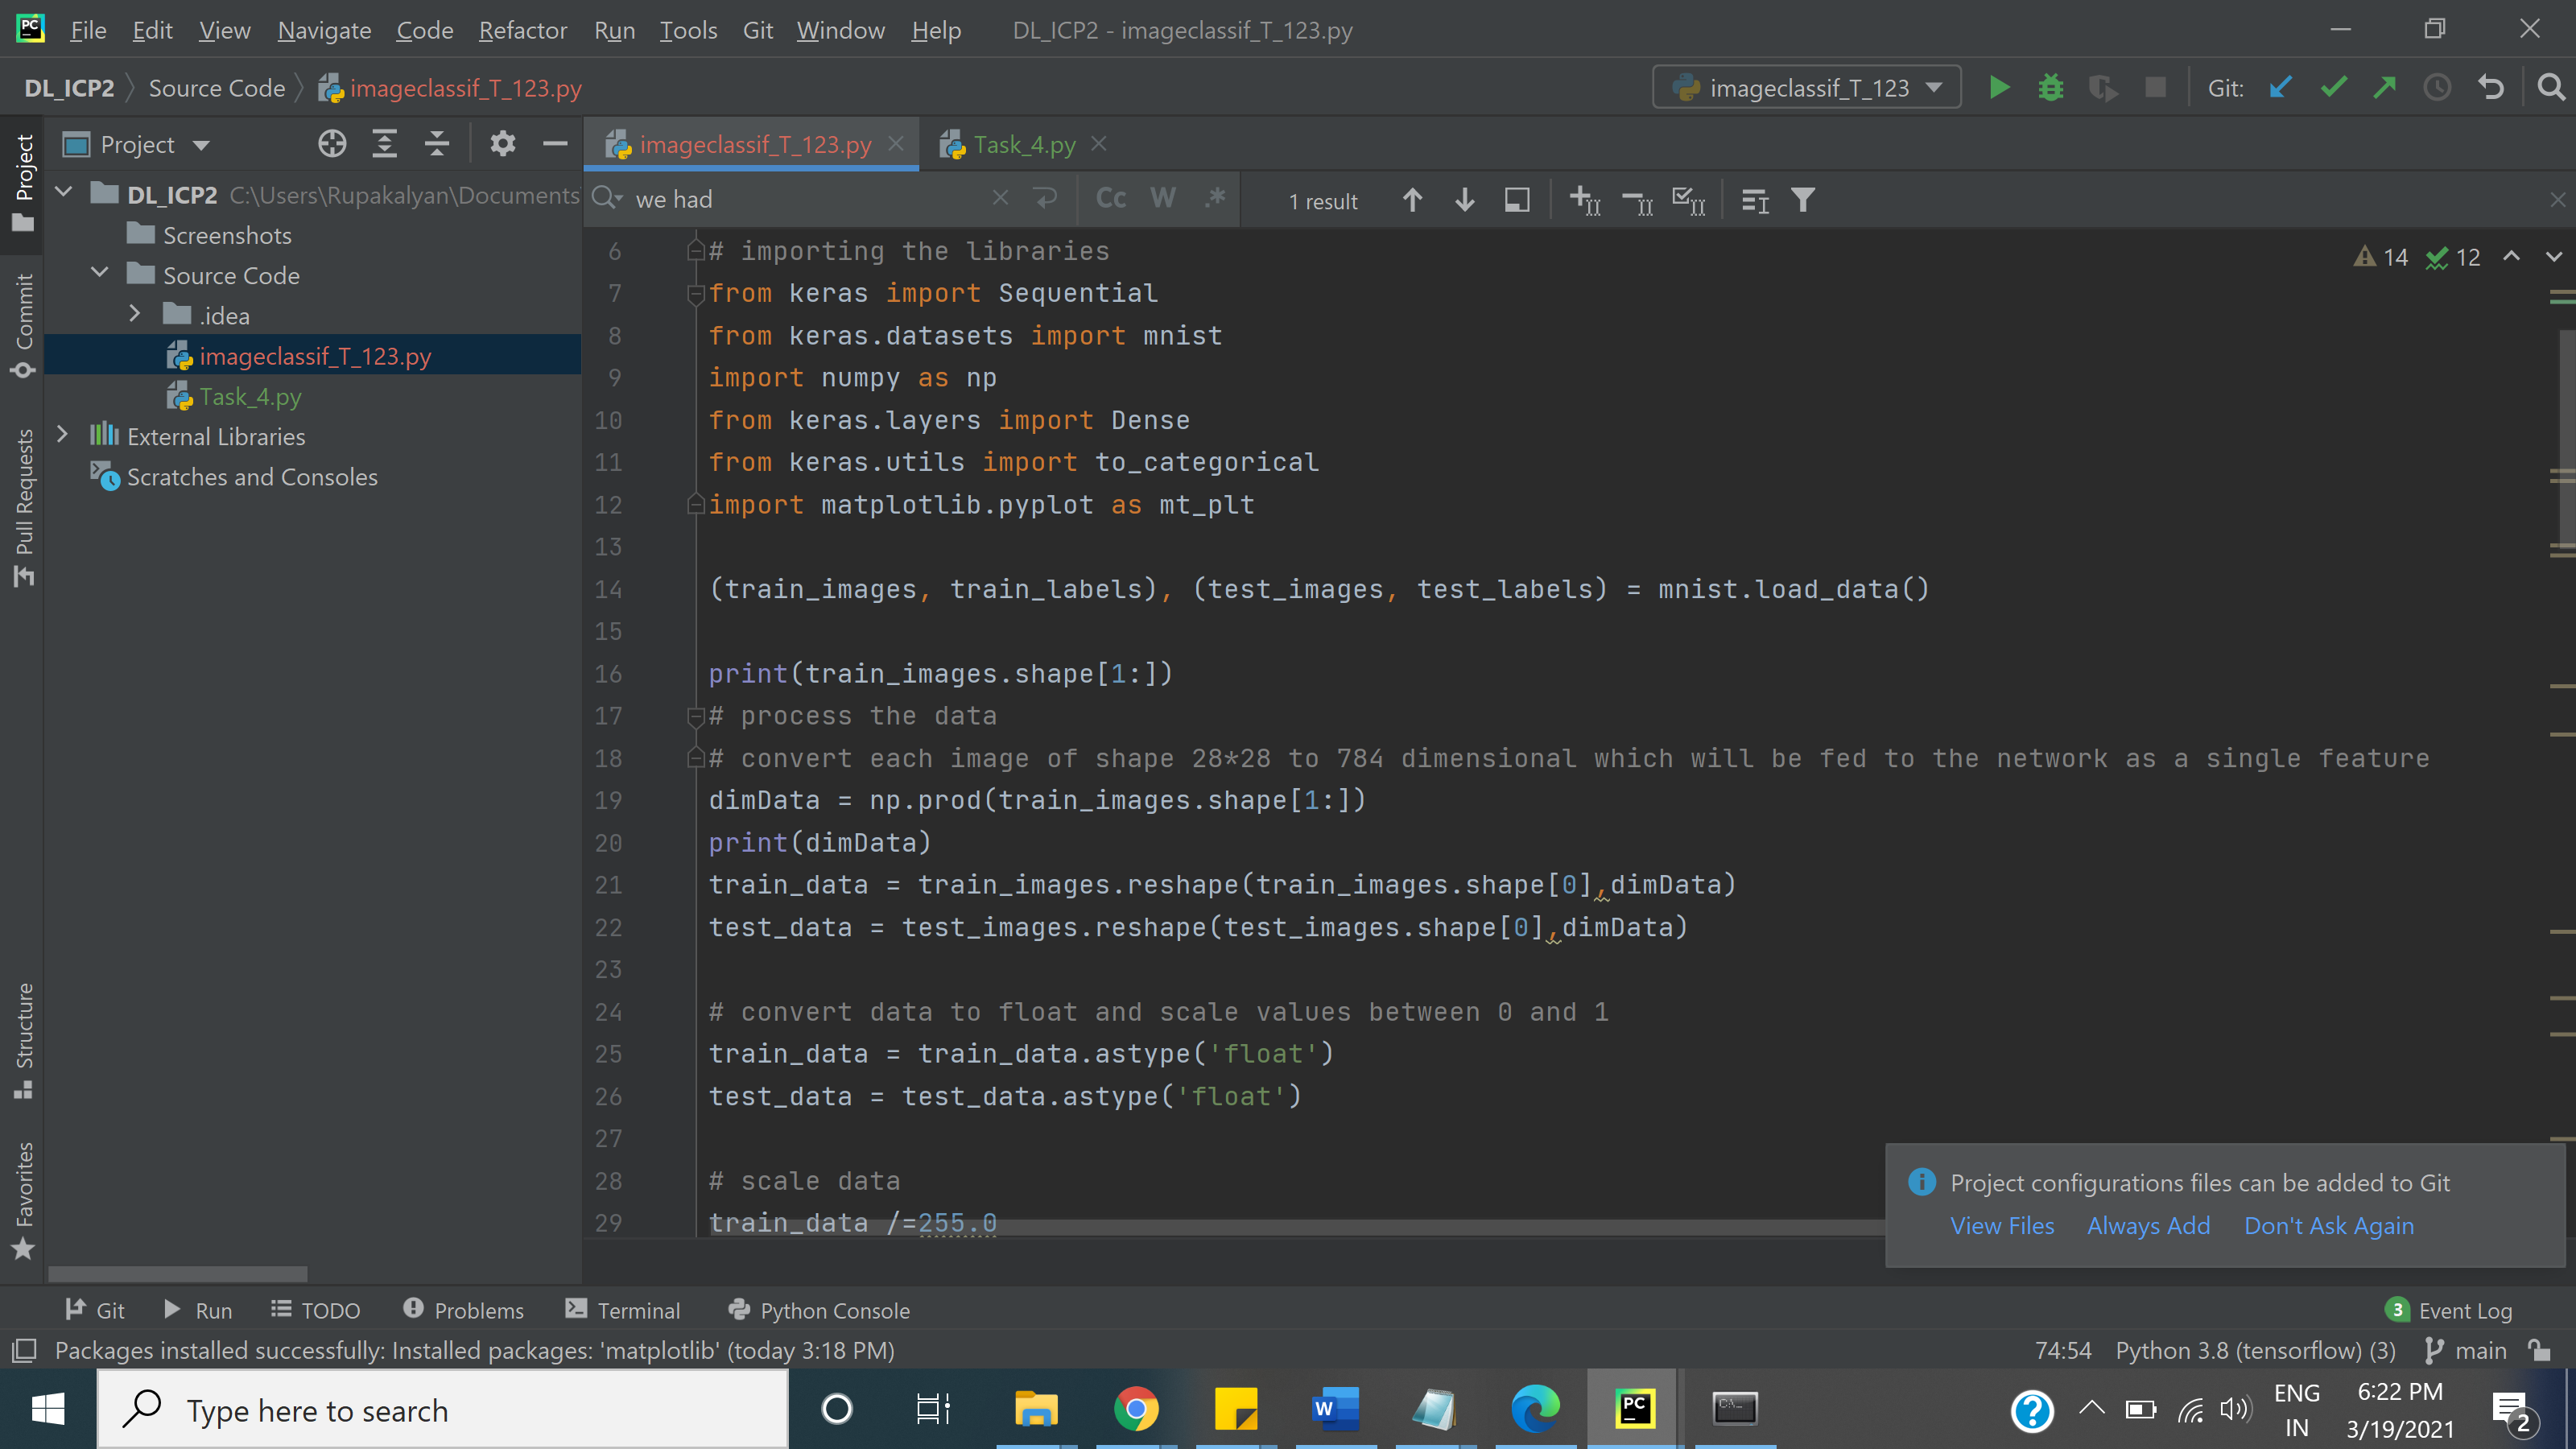 PC
File Edit View Navigate Code Refactor Run Tools Git Window Help DL_ICP2 - imageclassif_T_123.py
DL_ICP2 Source Code imageclassif_T_123.py imageclassif_T_123 Git:
Project
Project
imageclassif_T_123.py
Task_4.py
DL_ICP2 C:\Users\Rupakalyan\Documents\
Screenshots
Source Code
.idea
imageclassif_T_123.py
Task_4.py
External Libraries
Scratches and Consoles
Commit
Pull Requests
Structure
Favorites
we had Cc W .* 1 result
14 12
6 # importing the libraries
7 from keras import Sequential
8 from keras.datasets import mnist
9 import numpy as np
10 from keras.layers import Dense
11 from keras.utils import to_categorical
12 import matplotlib.pyplot as mt_plt
13
14 (train_images, train_labels), (test_images, test_labels) = mnist.load_data()
15
16 print(train_images.shape[1:])
17 # process the data
18 # convert each image of shape 28*28 to 784 dimensional which will be fed to the network as a single feature
19 dimData = np.prod(train_images.shape[1:])
20 print(dimData)
21 train_data = train_images.reshape(train_images.shape[0],dimData)
22 test_data = test_images.reshape(test_images.shape[0],dimData)
23
24 # convert data to float and scale values between 0 and 1
25 train_data = train_data.astype('float')
26 test_data = test_data.astype('float')
27
28 # scale data
29 train_data /=255.0
Project configurations files can be added to Git
View Files Always Add Don't Ask Again
Git Run TODO Problems Terminal Python Console 3 Event Log
Packages installed successfully: Installed packages: 'matplotlib' (today 3:18 PM) 74:54 Python 3.8 (tensorflow) (3) main
Type here to search
W
PC
ENG
IN
6:22 PM
3/19/2021
2